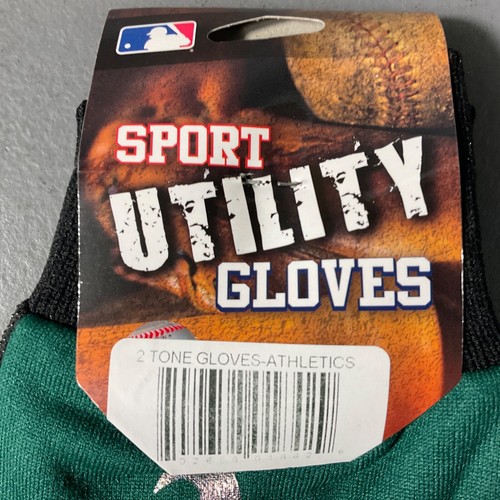 SPORT
UTILITY
GLOVES
2 TONE GLOVES-ATHLETICS